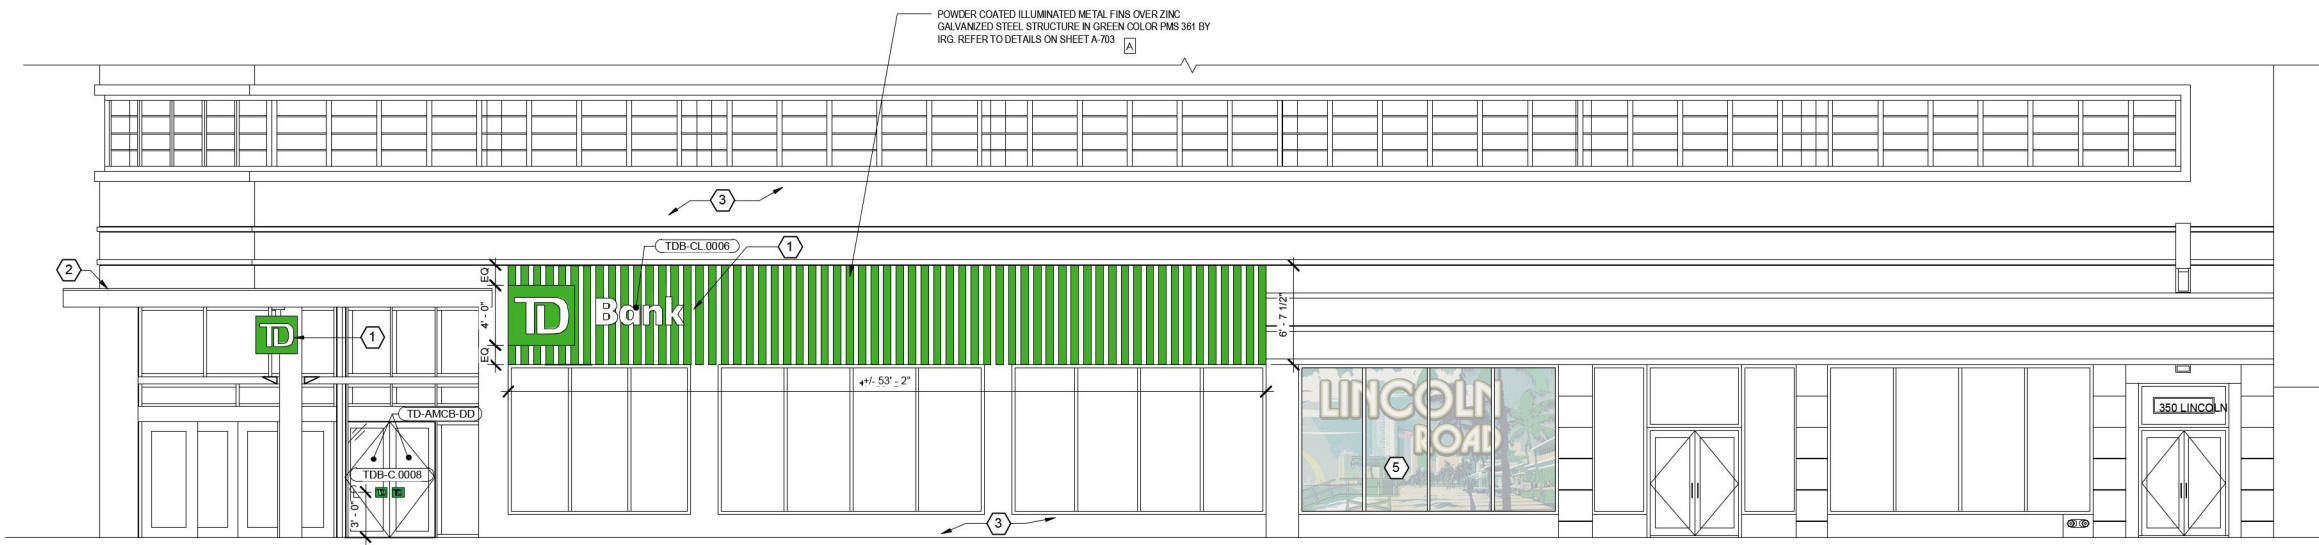 POWDER COATED ILLUMINATED METAL FINS OVER ZINC
GALVANIZED STEEL STRUCTURE IN GREEN COLOR PMS 361 BY
IRG. REFER TO DETAILS ON SHEET A-703 A
3
TDB-CL.0006
1
2
EQ
4' - 0"
EQ
TD Bank
6' - 7 1/2"
TD
1
+/- 53' - 2"
TD-AMCB-DD
TDB-C.0008
TD TD
3' - 0"
LINCOLN
ROAD
5
350 LINCOLN
3